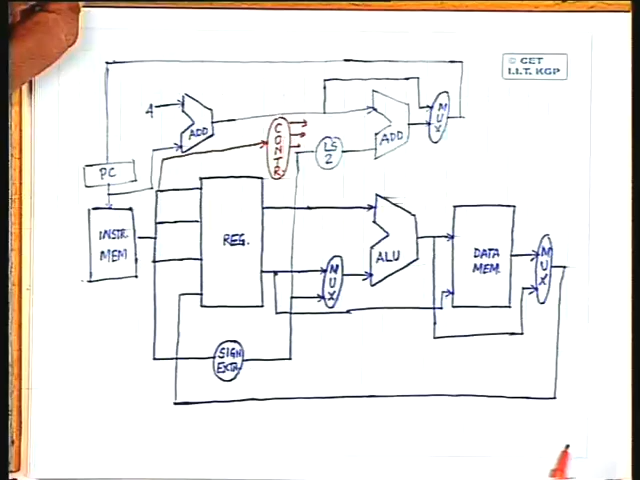 © CET
I.I.T. KGP
4
ADD
CONTR.
LS
2
ADD
MUX
PC
INSTR.
MEM
REG.
MUX
ALU
DATA
MEM.
MUX
SIGN
EXTN.